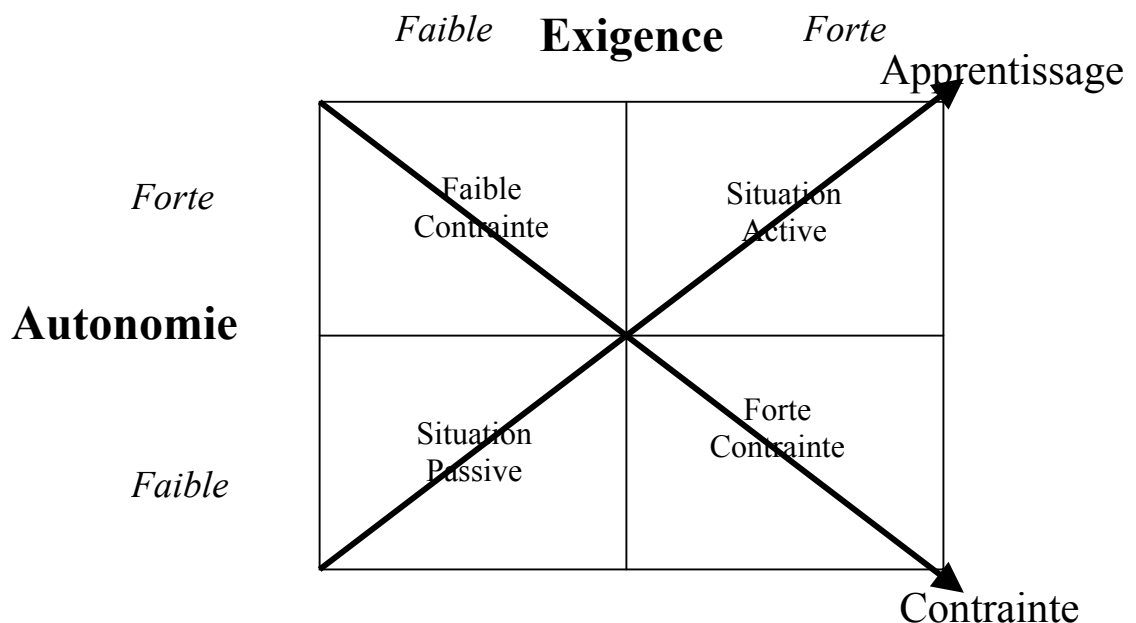 Faible Exigence Forte
Apprentissage
Forte
Faible
Contrainte
Situation
Active
Autonomie
Situation
Passive
Forte
Contrainte
Faible
Contrainte